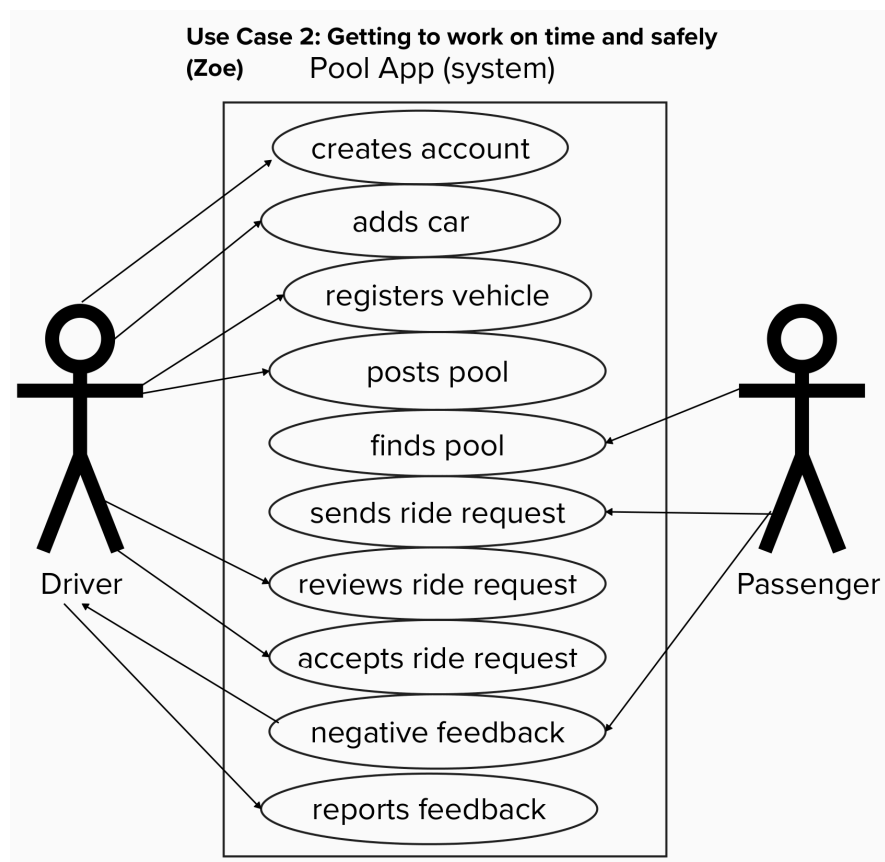 Use Case 2: Getting to work on time and safely
(Zoe) Pool App (system)
creates account
adds car
registers vehicle
posts pool
finds pool
sends ride request
reviews ride request
Driver
Passenger
accepts ride request
negative feedback
reports feedback